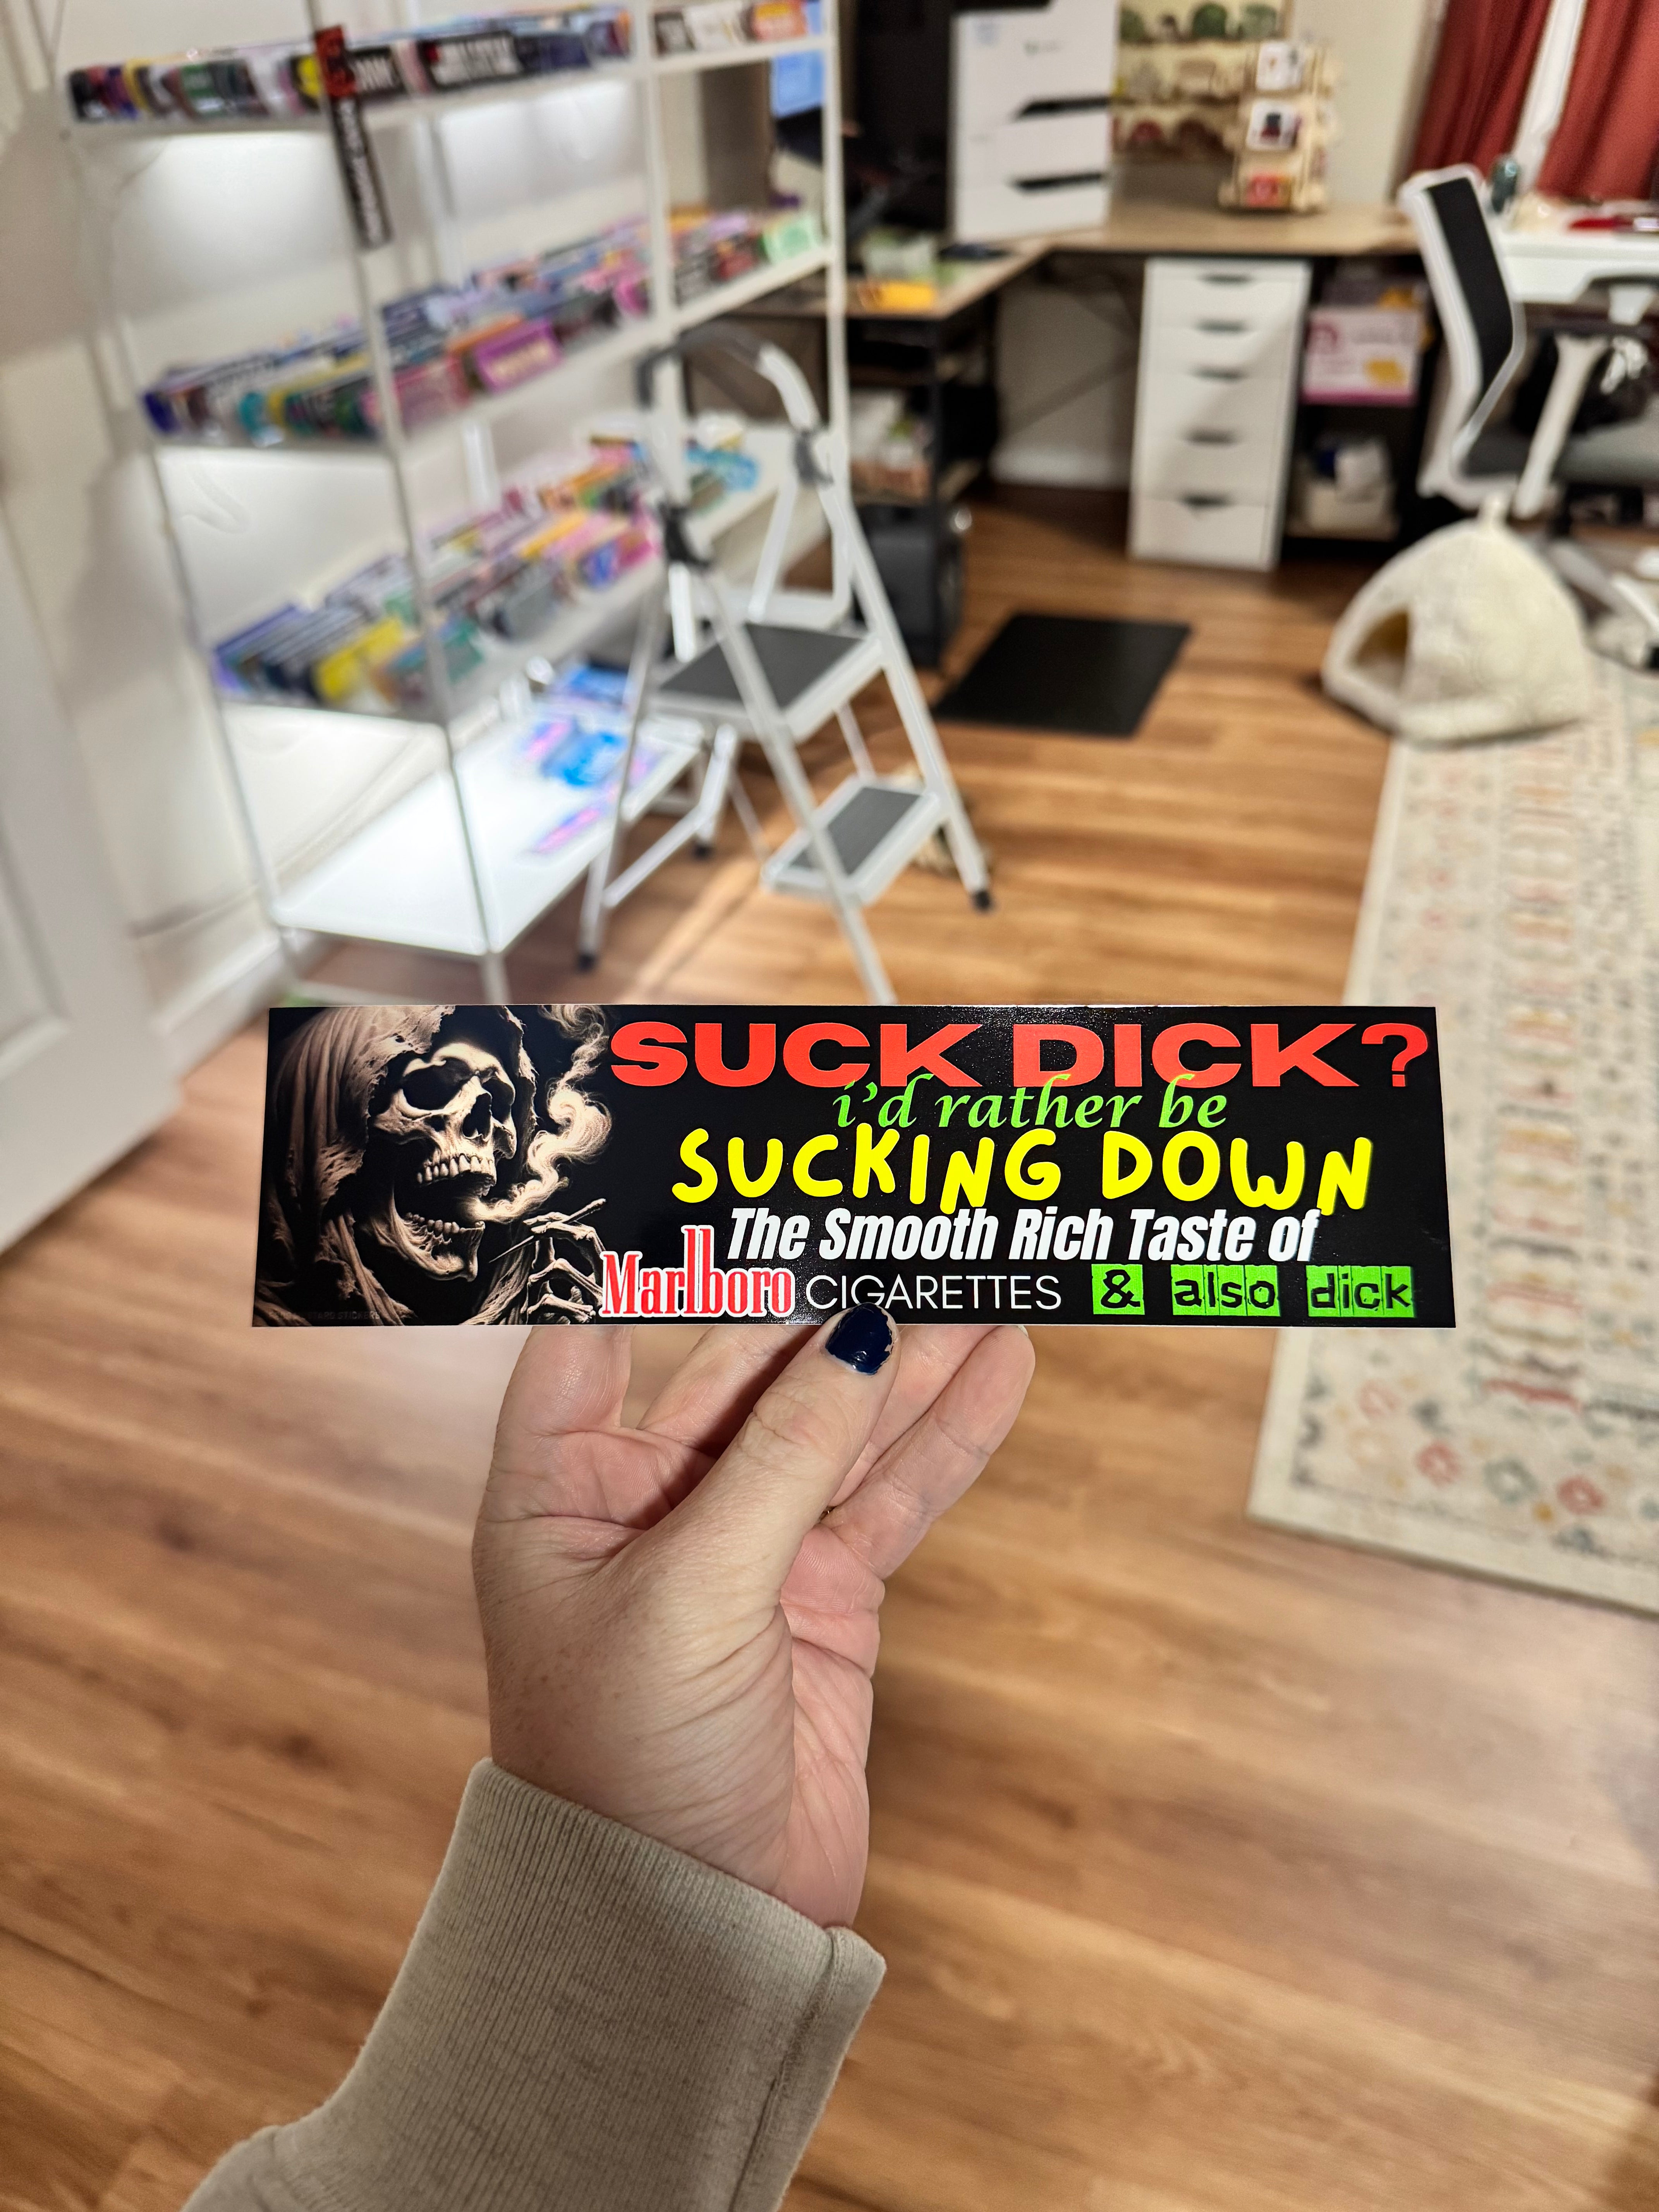 SUCK DICK?
i'd rather be
SUCKING DOWN
The Smooth Rich Taste of
Marlboro CIGARETTES & also dick